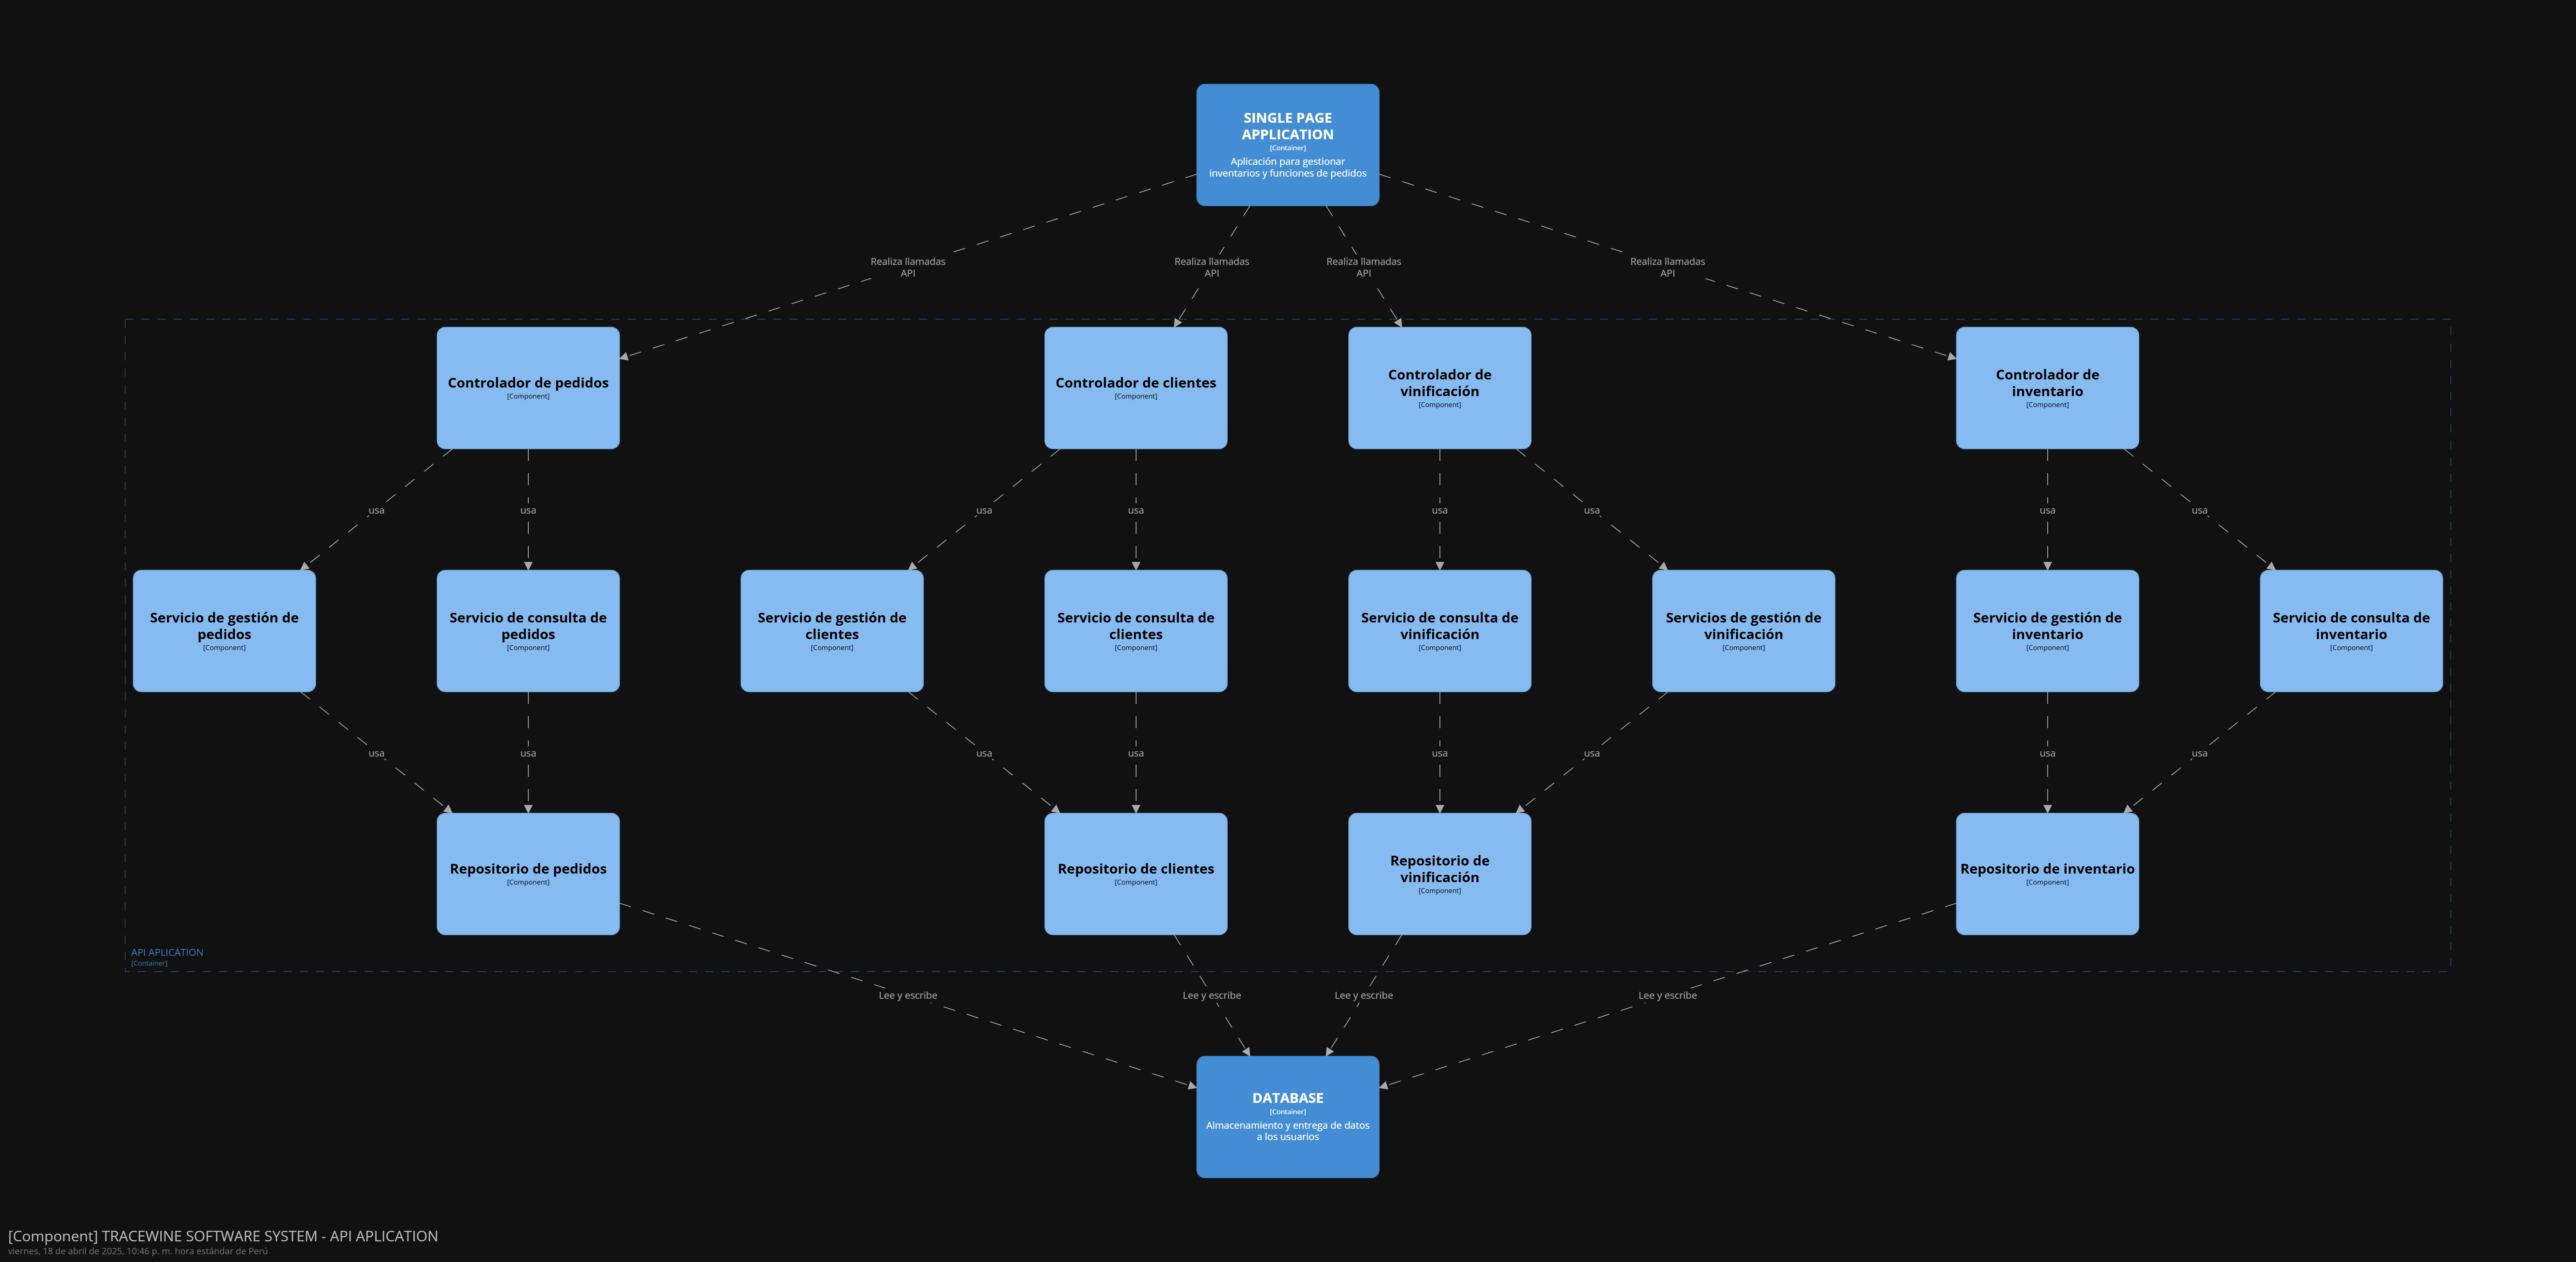 SINGLE PAGE
APPLICATION
[Container]
Aplicación para gestionar
inventarios y funciones de pedidos
Realiza llamadas
API
Realiza llamadas
API
Realiza llamadas
API
Realiza llamadas
API
Controlador de pedidos
[Component]
Controlador de clientes
[Component]
Controlador de
vinificación
[Component]
Controlador de
inventario
[Component]
usa
usa
usa
usa
usa
usa
usa
usa
Servicio de gestión de
pedidos
[Component]
Servicio de consulta de
pedidos
[Component]
Servicio de gestión de
clientes
[Component]
Servicio de consulta de
clientes
[Component]
Servicio de consulta de
vinificación
[Component]
Servicios de gestión de
vinificación
[Component]
Servicio de gestión de
inventario
[Component]
Servicio de consulta de
inventario
[Component]
usa
usa
usa
usa
usa
usa
usa
usa
Repositorio de pedidos
[Component]
Repositorio de clientes
[Component]
Repositorio de
vinificación
[Component]
Repositorio de inventario
[Component]
API APLICATION
[Container]
Lee y escribe
Lee y escribe
Lee y escribe
Lee y escribe
DATABASE
[Container]
Almacenamiento y entrega de datos
a los usuarios
[Component] TRACEWINE SOFTWARE SYSTEM - API APLICATION
viernes, 18 de abril de 2025, 10:46 p. m. hora estándar de Perú